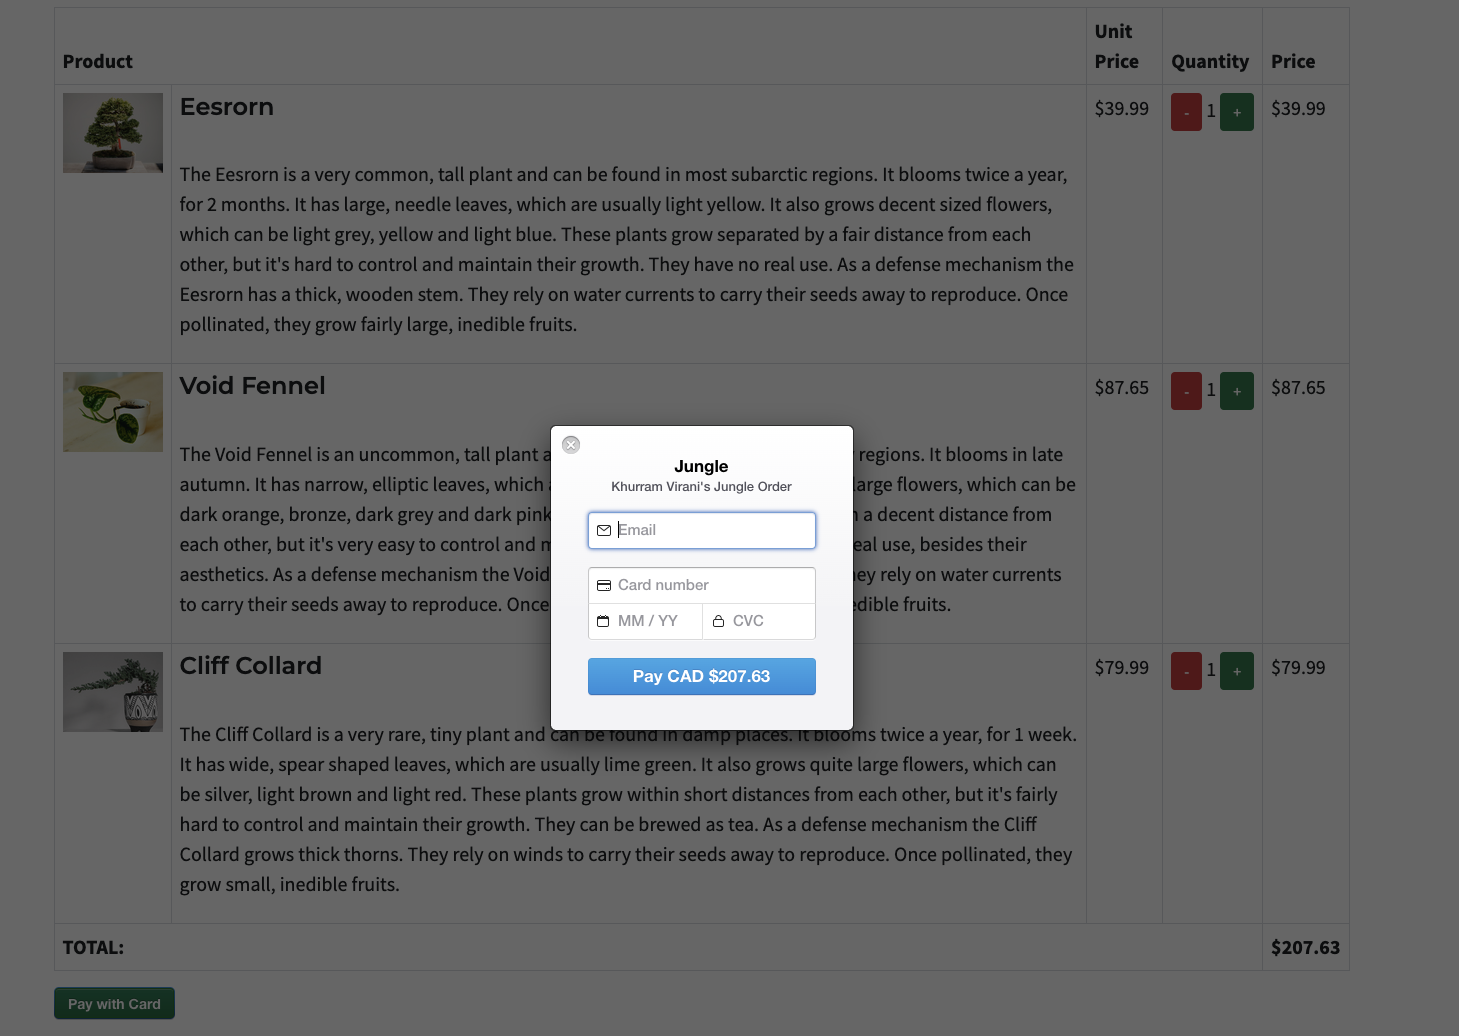 Product
Unit
Price
Quantity
Price
Eesrorn
$39.99
- 1 +
$39.99
The Eesrorn is a very common, tall plant and can be found in most subarctic regions. It blooms twice a year,
for 2 months. It has large, needle leaves, which are usually light yellow. It also grows decent sized flowers,
which can be light grey, yellow and light blue. These plants grow separated by a fair distance from each
other, but it's hard to control and maintain their growth. They have no real use. As a defense mechanism the
Eesrorn has a thick, wooden stem. They rely on water currents to carry their seeds away to reproduce. Once
pollinated, they grow fairly large, inedible fruits.
Void Fennel
$87.65
- 1 +
$87.65
The Void Fennel is an uncommon, tall plant regions. It blooms in late
autumn. It has narrow, elliptic leaves, which large flowers, which can be
dark orange, bronze, dark grey and dark pink a decent distance from
each other, but it's very easy to control and real use, besides their
aesthetics. As a defense mechanism the Void They rely on water currents
to carry their seeds away to reproduce. Once fruits.
Jungle
Khurram Virani's Jungle Order
Email
Card number
MM / YY
CVC
Pay CAD $207.63
Cliff Collard
$79.99
- 1 +
$79.99
The Cliff Collard is a very rare, tiny plant and can be found in damp places. It blooms twice a year, for 1 week.
It has wide, spear shaped leaves, which are usually lime green. It also grows quite large flowers, which can
be silver, light brown and light red. These plants grow within short distances from each other, but it's fairly
hard to control and maintain their growth. They can be brewed as tea. As a defense mechanism the Cliff
Collard grows thick thorns. They rely on winds to carry their seeds away to reproduce. Once pollinated, they
grow small, inedible fruits.
TOTAL:
$207.63
Pay with Card